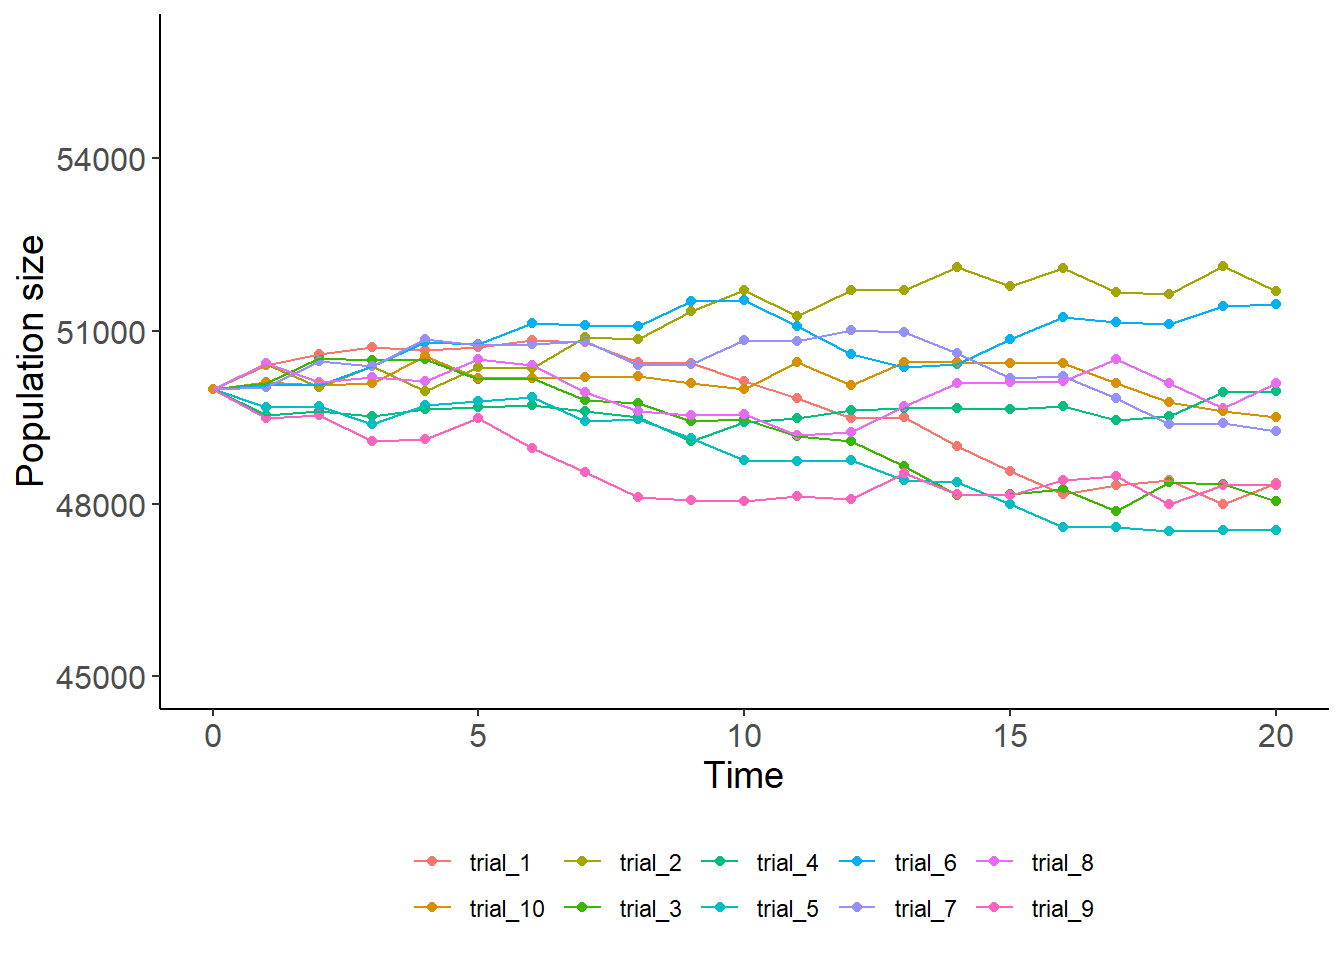 Population size
54000
51000
48000
45000
0 5 10 15 20
Time
trial_1 trial_2 trial_4 trial_6 trial_8
trial_10 trial_3 trial_5 trial_7 trial_9